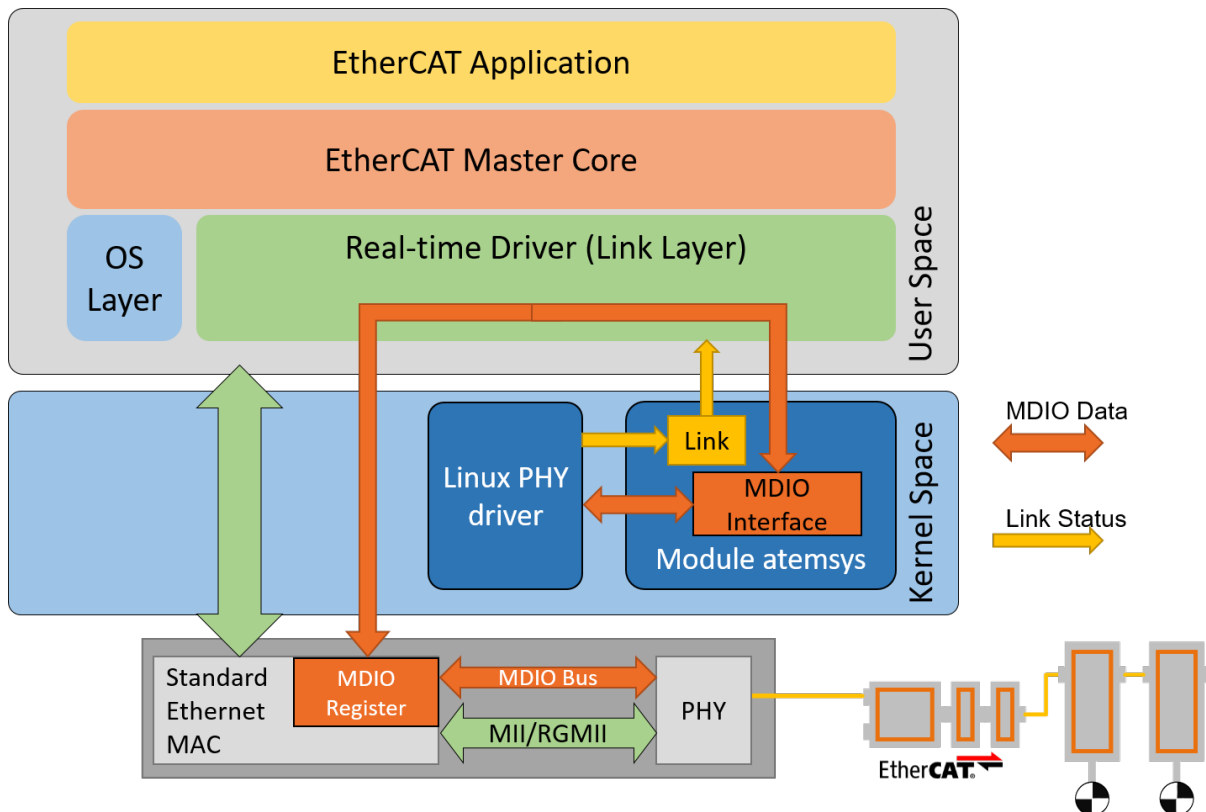 EtherCAT Application
EtherCAT Master Core
OS
Layer
Real-time Driver (Link Layer)
User Space
Linux PHY
driver
Link
MDIO
Interface
Module atemsys
Kernel Space
MDIO Data
Link Status
Standard
Ethernet
MAC
MDIO
Register
MDIO Bus
MII/RGMII
PHY
EtherCAT®